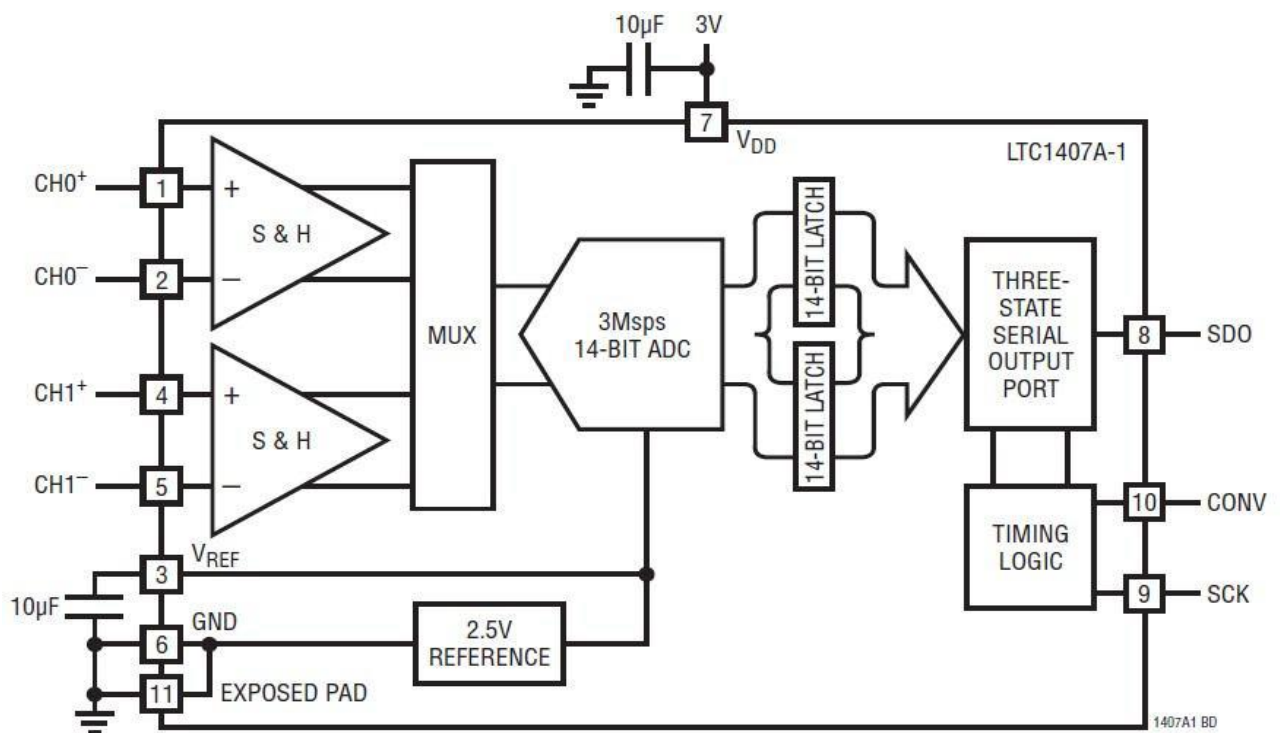 10µF
3V
7
V_DD
LTC1407A-1
CH0+
1
+
S & H
CH0−
2
−
CH1+
4
+
S & H
CH1−
5
−
MUX
3Msps
14-BIT ADC
14-BIT LATCH
14-BIT LATCH
THREE-
STATE
SERIAL
OUTPUT
PORT
8
SDO
10
CONV
TIMING
LOGIC
9
SCK
V_REF
3
10µF
GND
6
2.5V
REFERENCE
11
EXPOSED PAD
1407A1 BD